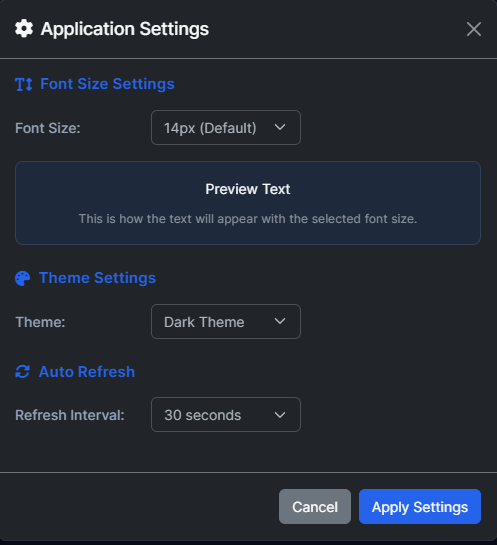 Application Settings
Font Size Settings
Font Size:
14px (Default)
Preview Text
This is how the text will appear with the selected font size.
Theme Settings
Theme:
Dark Theme
Auto Refresh
Refresh Interval:
30 seconds
Cancel
Apply Settings